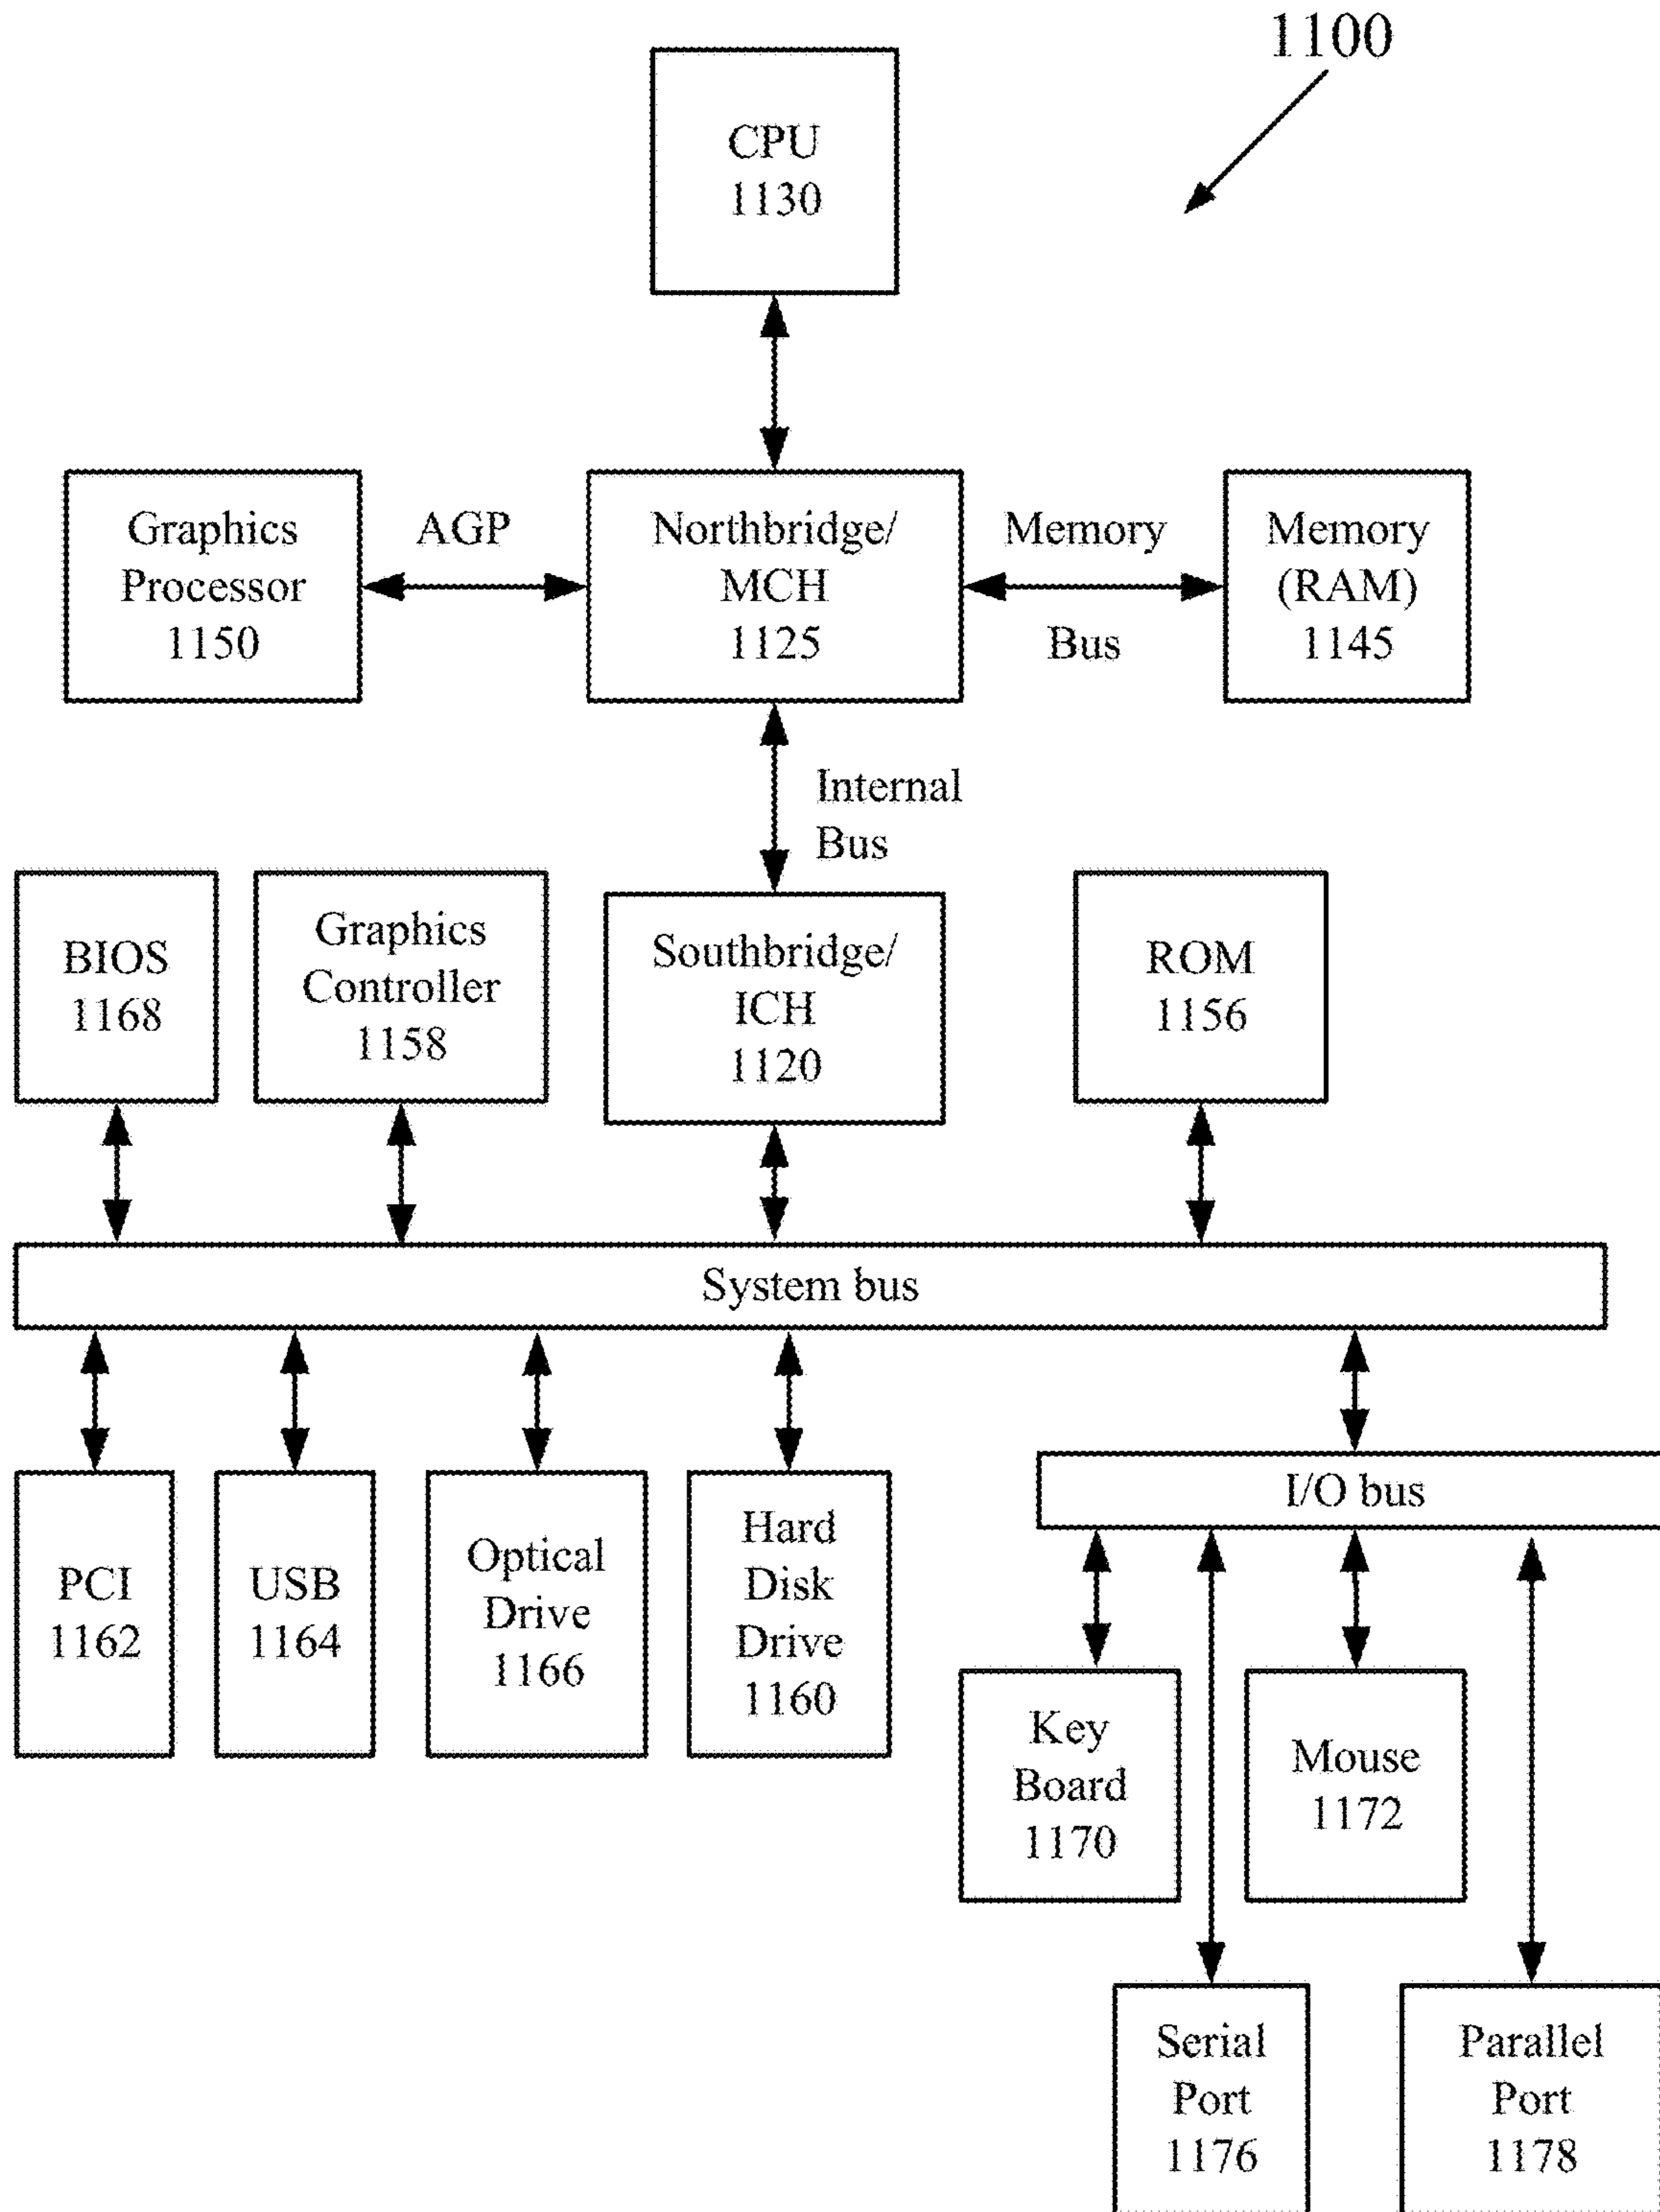 1100
CPU
1130
Graphics
Processor
1150
AGP
Northbridge/
MCH
1125
Memory
Bus
Memory
(RAM)
1145
Internal
Bus
BIOS
1168
Graphics
Controller
1158
Southbridge/
ICH
1120
ROM
1156
System bus
PCI
1162
USB
1164
Optical
Drive
1166
Hard
Disk
Drive
1160
I/O bus
Key
Board
1170
Mouse
1172
Serial
Port
1176
Parallel
Port
1178